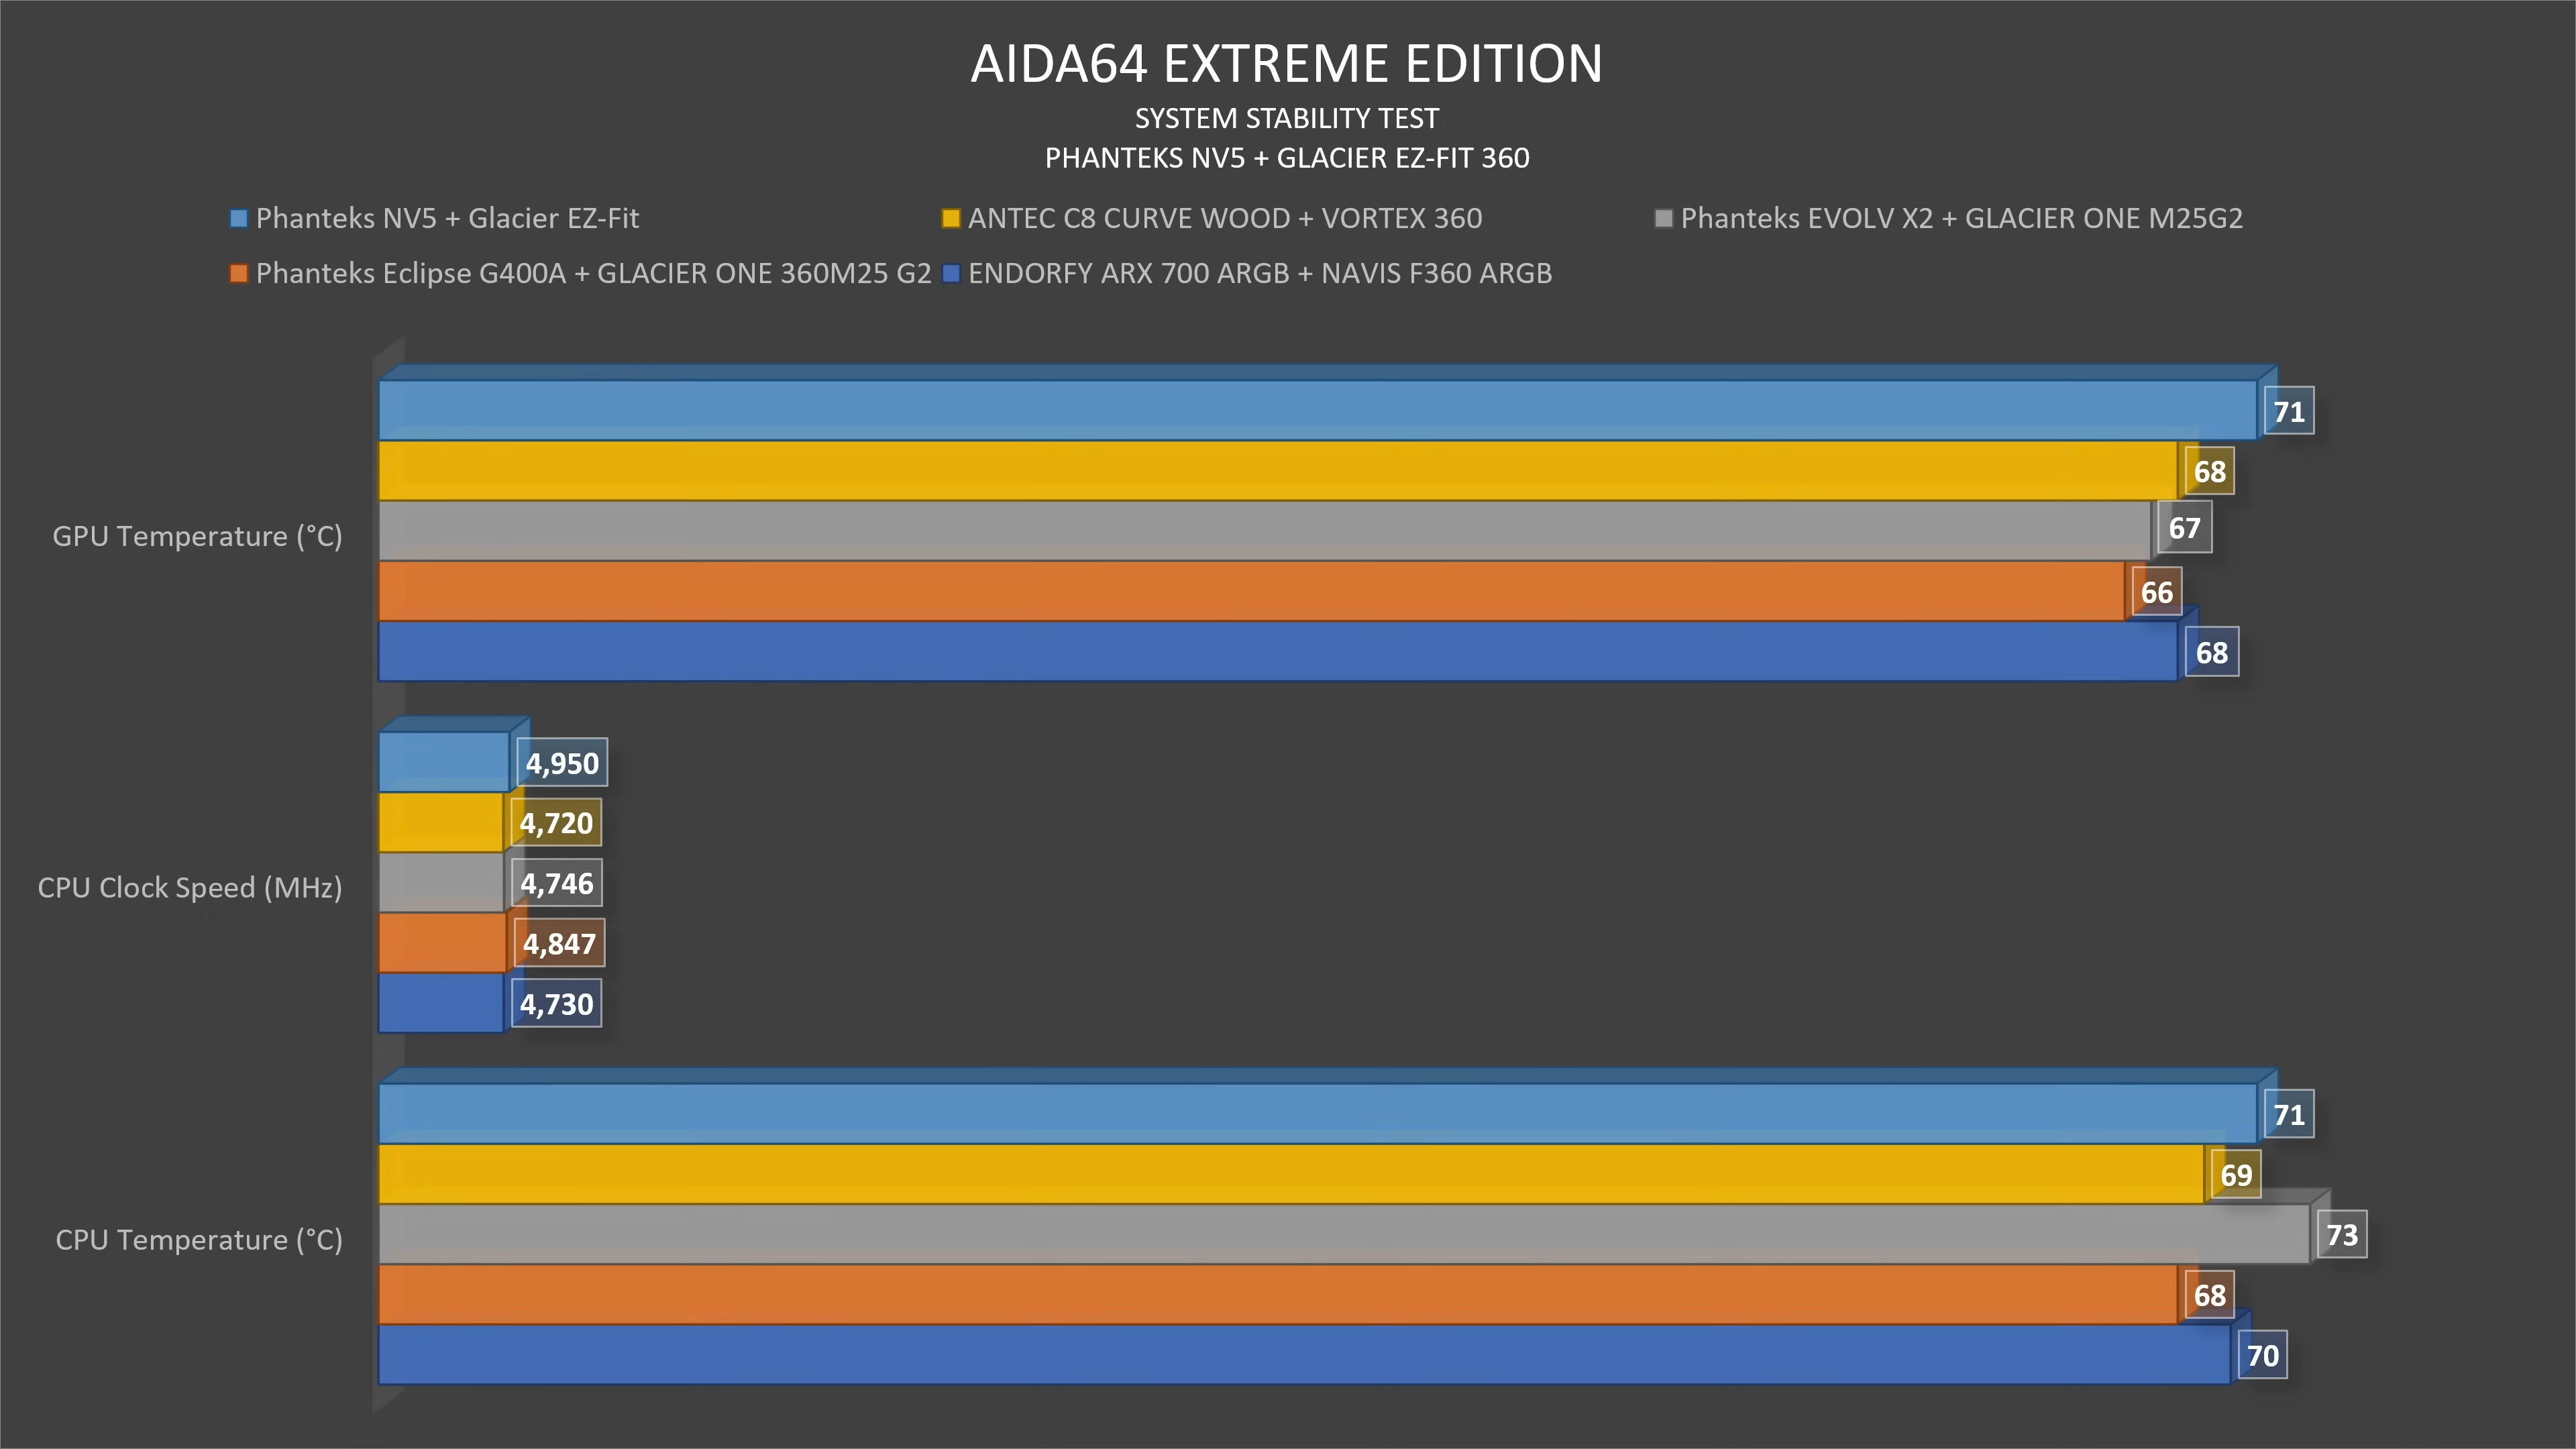 AIDA64 EXTREME EDITION
SYSTEM STABILITY TEST
PHANTEKS NV5 + GLACIER EZ-FIT 360
Phanteks NV5 + Glacier EZ-Fit
ANTEC C8 CURVE WOOD + VORTEX 360
Phanteks EVOLV X2 + GLACIER ONE M25G2
Phanteks Eclipse G400A + GLACIER ONE 360M25 G2
ENDORFY ARX 700 ARGB + NAVIS F360 ARGB
GPU Temperature (°C)
71
68
67
66
68
CPU Clock Speed (MHz)
4,950
4,720
4,746
4,847
4,730
CPU Temperature (°C)
71
69
73
68
70